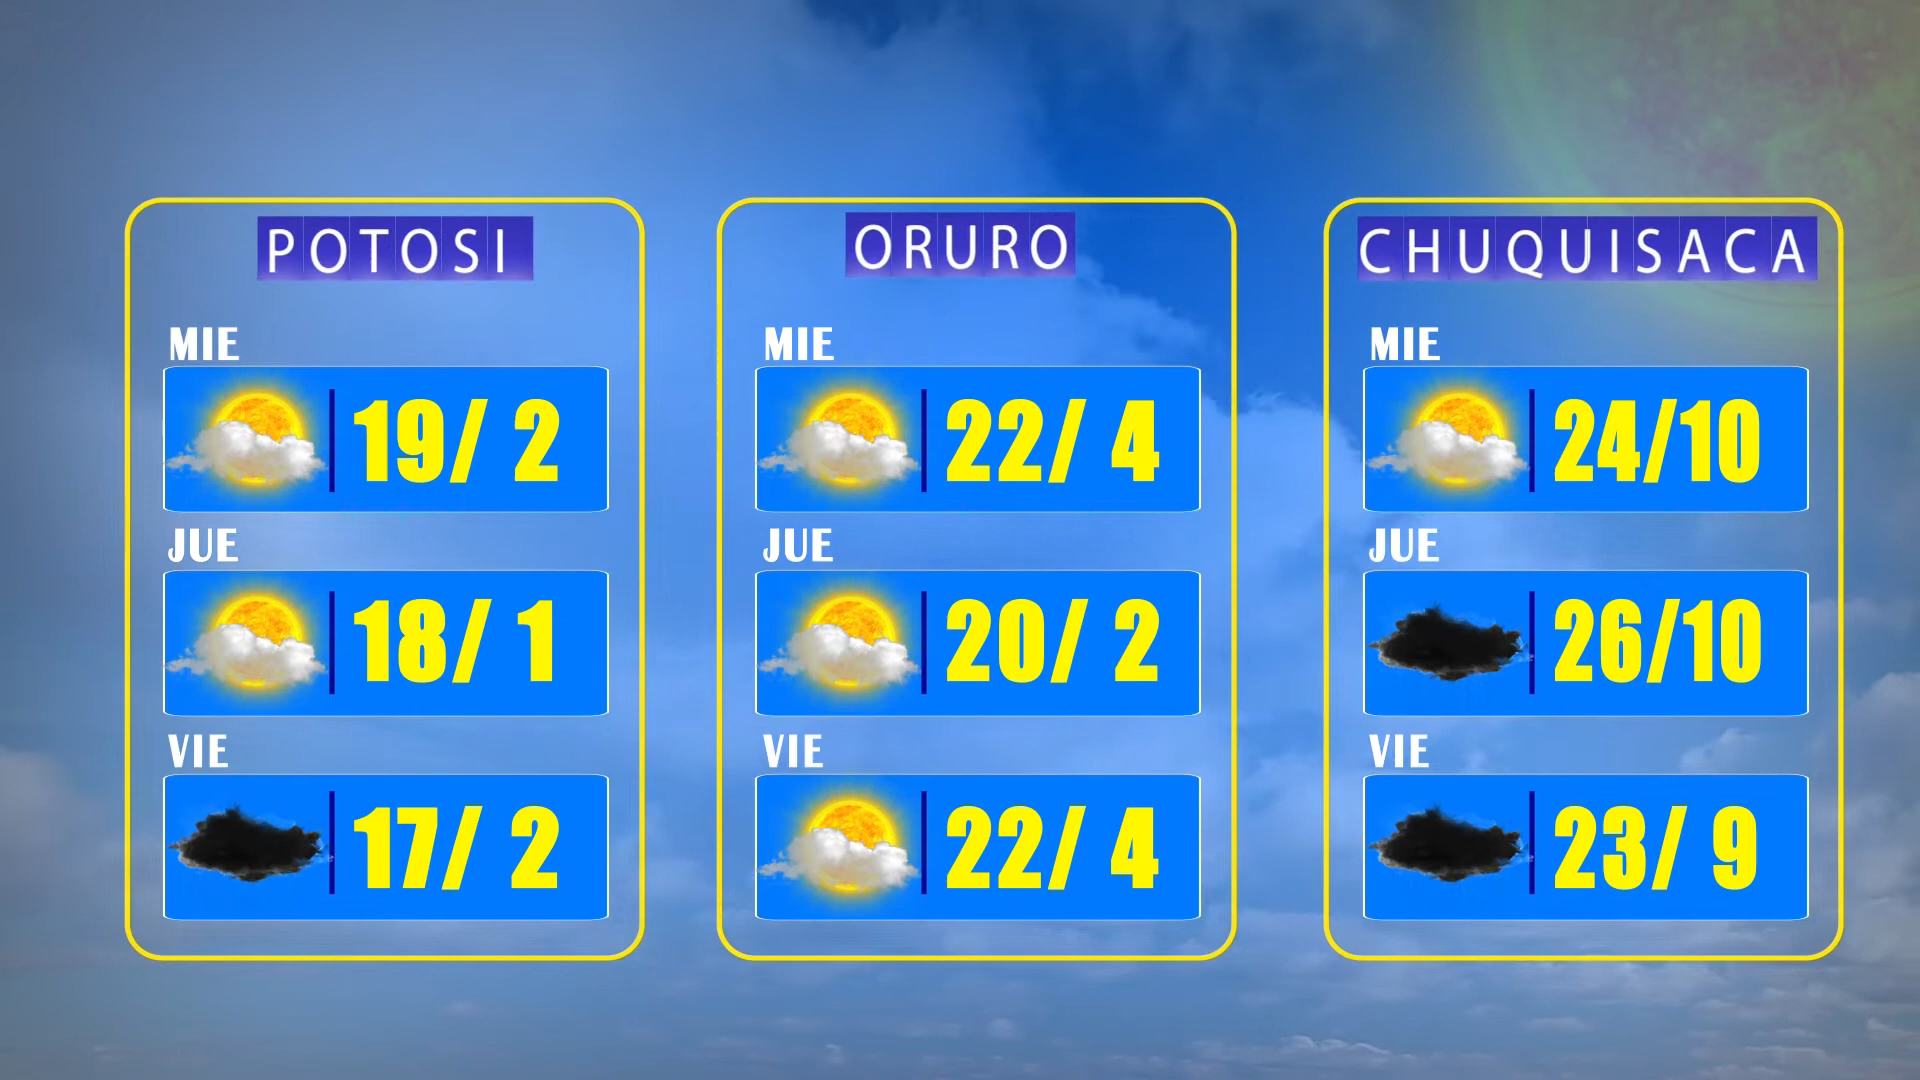 POTOSI
MIE
19/ 2
JUE
18/ 1
VIE
17/ 2
ORURO
MIE
22/ 4
JUE
20/ 2
VIE
22/ 4
CHUQUISACA
MIE
24/10
JUE
26/10
VIE
23/ 9